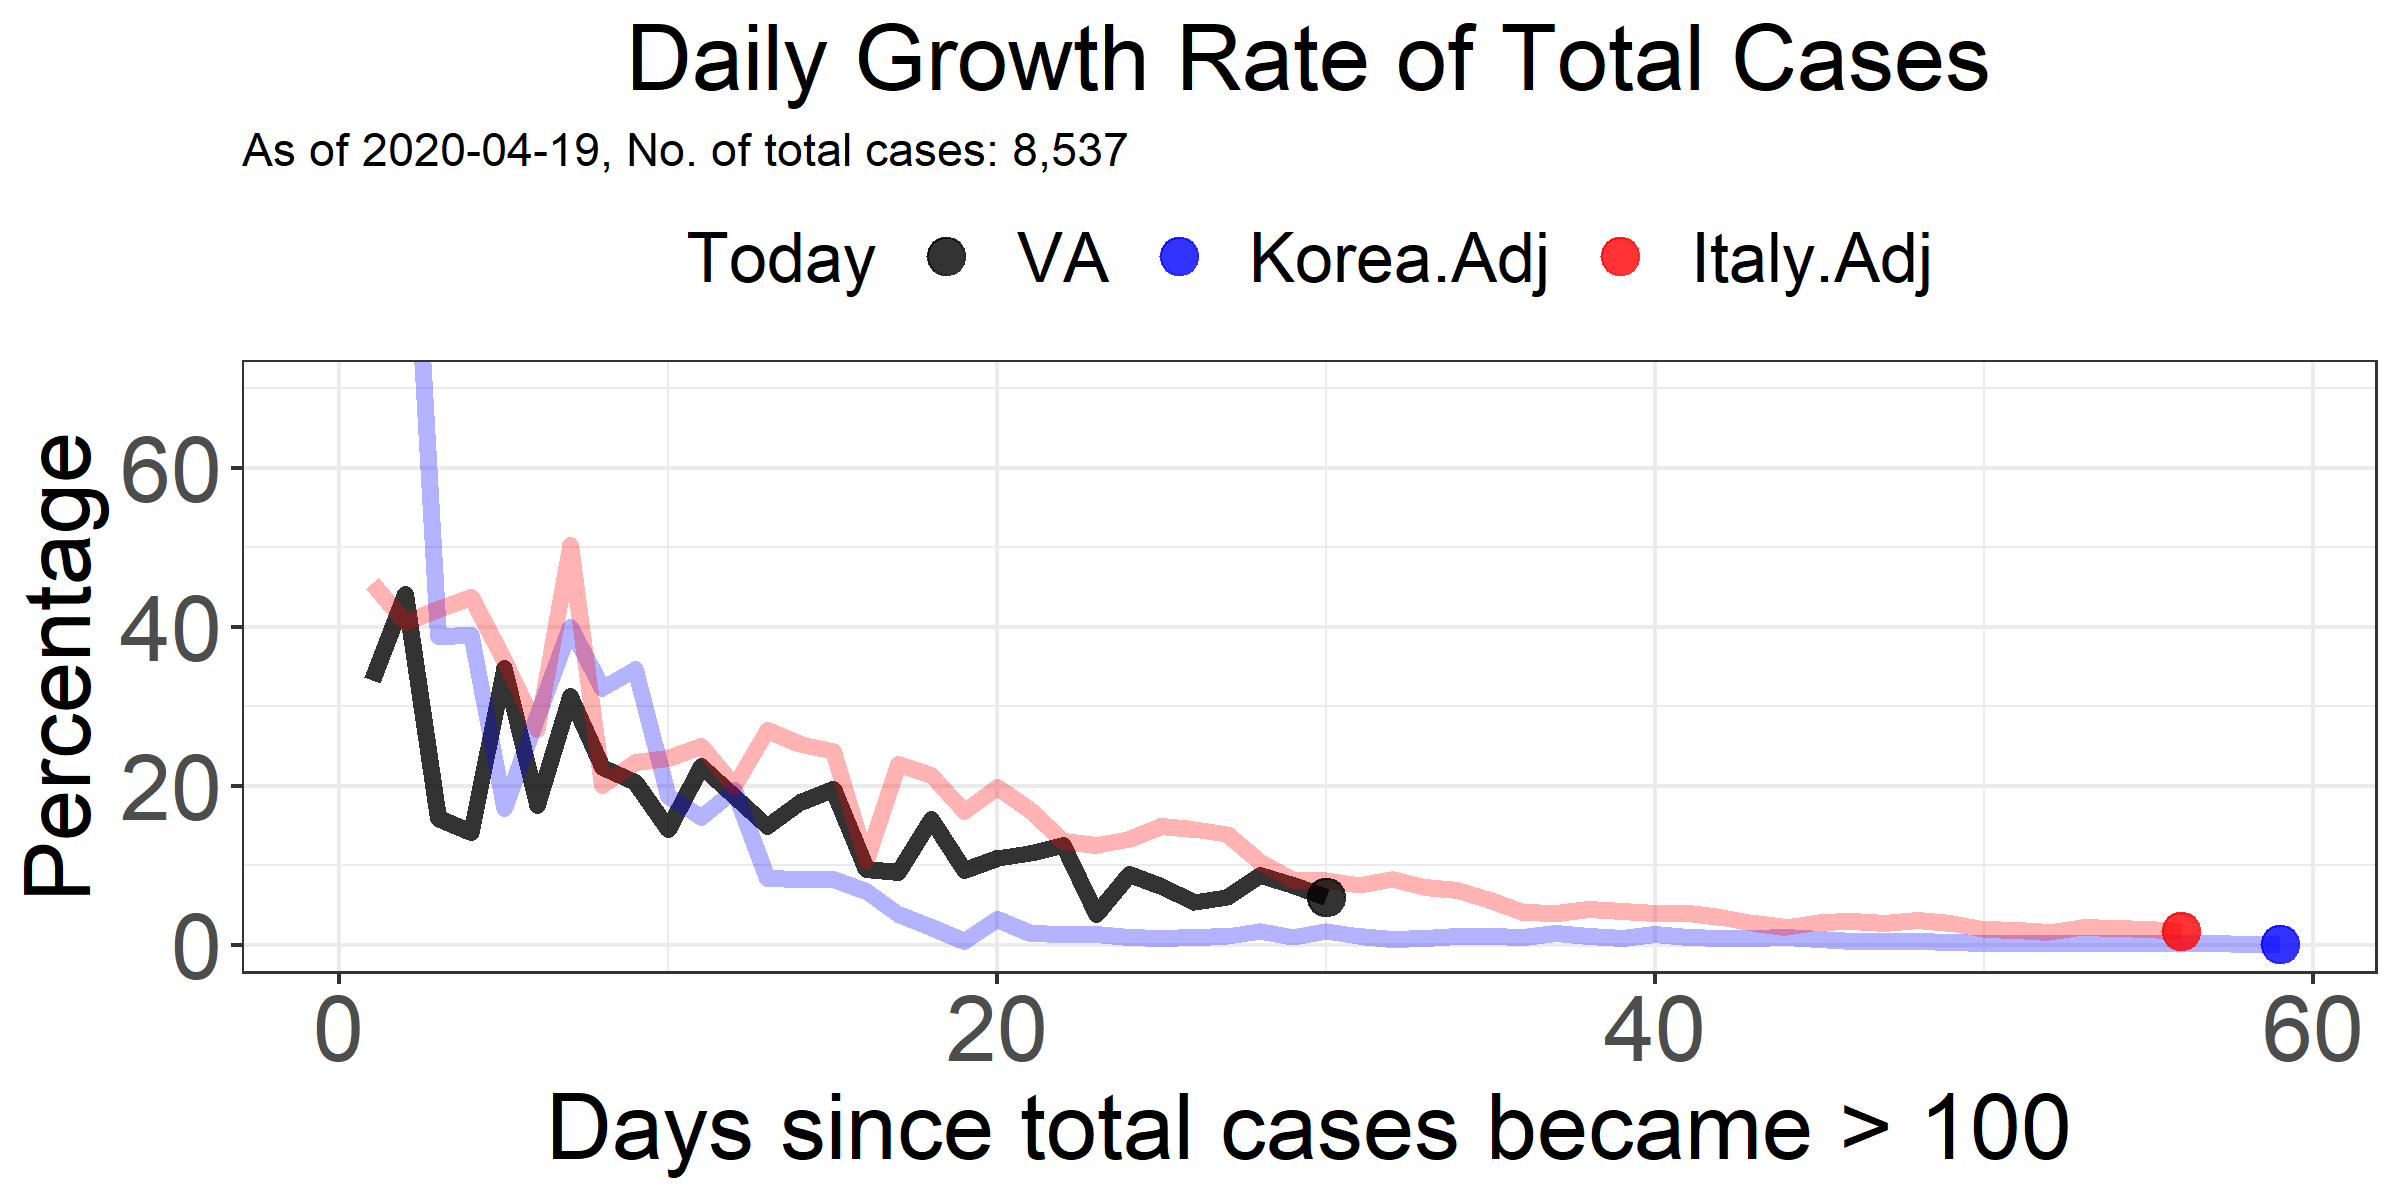 Daily Growth Rate of Total Cases
As of 2020-04-19, No. of total cases: 8,537
Today VA Korea.Adj Italy.Adj
Percentage
60
40
20
0
0 20 40 60
Days since total cases became > 100